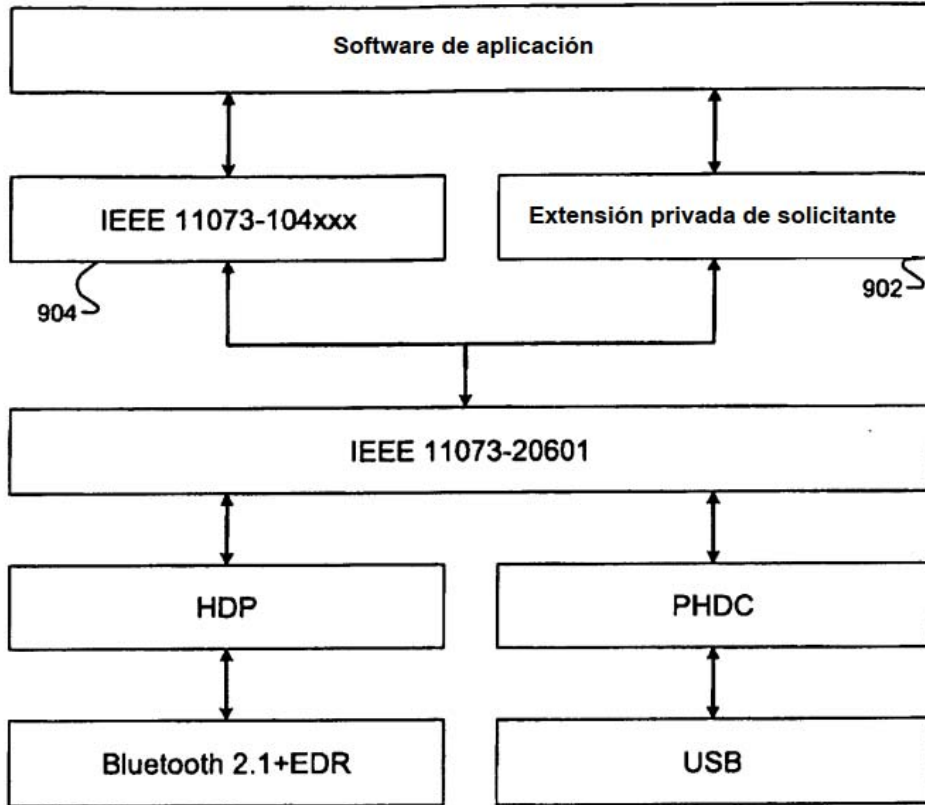 Software de aplicación
IEEE 11073-104xxx
Extensión privada de solicitante
904
902
IEEE 11073-20601
HDP
PHDC
Bluetooth 2.1+EDR
USB